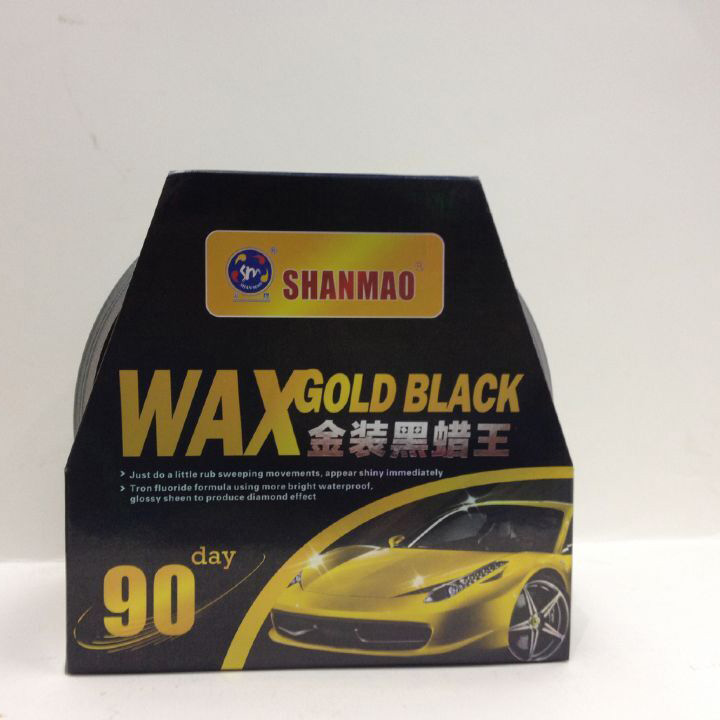 SHANMAO
WAX GOLD BLACK
金装黑蜡王
Just do a little rub sweeping movements, appear shiny immediately
Tron fluoride formula using more bright waterproof,
glossy sheen to produce diamond effect
90 day